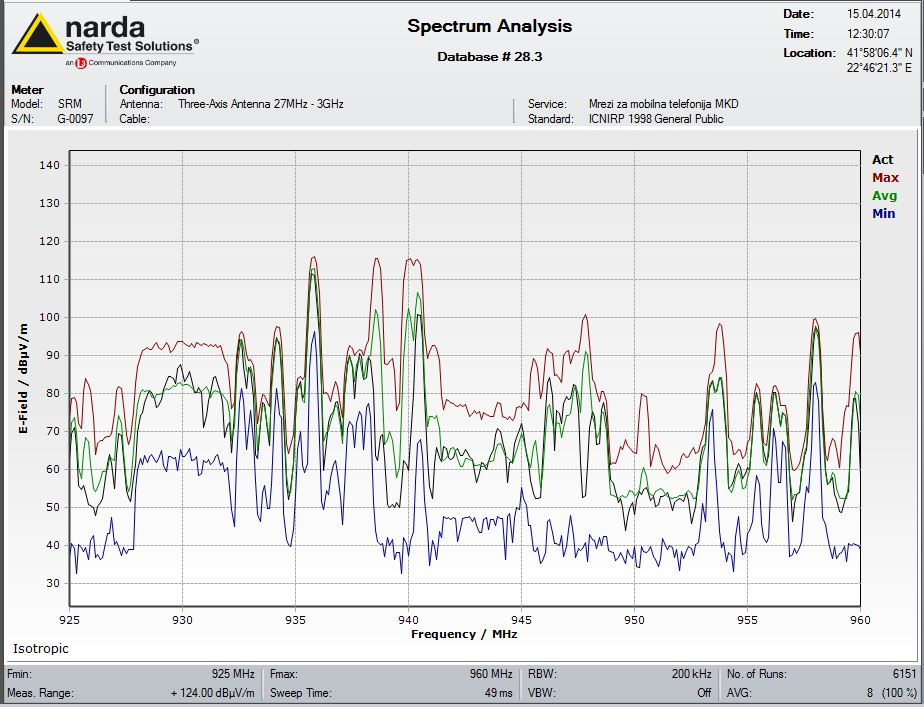 narda
Safety Test Solutions®
an L3 Communications Company
Spectrum Analysis
Database # 28.3
Date: 15.04.2014
Time: 12:30:07
Location: 41°58'06.4" N
22°46'21.3" E
Meter
Model: SRM
S/N: G-0097
Configuration
Antenna: Three-Axis Antenna 27MHz - 3GHz
Cable:
Service: Mrezi za mobilna telefonija MKD
Standard: ICNIRP 1998 General Public
Act
Max
Avg
Min
E-Field / dBµV/m
140
130
120
110
100
90
80
70
60
50
40
30
925 930 935 940 945 950 955 960
Frequency / MHz
Isotropic
Fmin: 925 MHz Fmax: 960 MHz RBW: 200 kHz No. of Runs: 6151
Meas. Range: + 124.00 dBµV/m Sweep Time: 49 ms VBW: Off AVG: 8 (100 %)